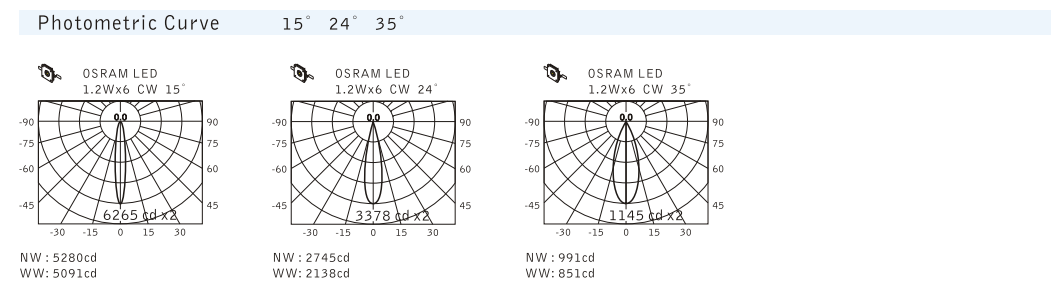 Photometric Curve 15° 24° 35°
OSRAM LED
1.2Wx6 CW 15°
0.0
-90 90
-75 75
-60 60
-45 45
6265 cd x2
-30 -15 0 15 30
NW : 5280cd
WW: 5091cd
OSRAM LED
1.2Wx6 CW 24°
0.0
-90 90
-75 75
-60 60
-45 45
3378 cd x2
-30 -15 0 15 30
NW : 2745cd
WW: 2138cd
OSRAM LED
1.2Wx6 CW 35°
0.0
-90 90
-75 75
-60 60
-45 45
1145 cd x2
-30 -15 0 15 30
NW : 991cd
WW: 851cd